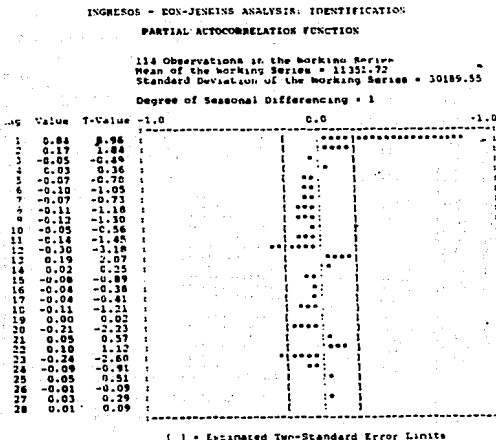 INGRESOS - BOX-JENKINS ANALYSIS: IDENTIFICATION
PARTIAL AUTOCORRELATION FUNCTION
114 Observations in the Working Series
Mean of the Working Series = 11352.72
Standard Deviation of the Working Series = 30189.55
Degree of Seasonal Differencing = 1
Value T-Value -1.0 0.0 -1.0
1 0.84 8.96
2 0.17 1.84
3 -0.05 -0.49
4 0.03 0.36
5 -0.07 -0.70
6 -0.10 -1.05
7 -0.07 -0.73
8 -0.11 -1.18
9 -0.12 -1.30
10 -0.05 -0.56
11 -0.14 -1.45
12 -0.30 -3.18
13 0.19 2.07
14 0.02 0.25
15 -0.08 -0.89
16 -0.04 -0.38
17 -0.04 -0.41
18 -0.11 -1.21
19 0.00 0.02
20 -0.21 -2.23
21 0.05 0.57
22 0.10 1.12
23 -0.24 -2.60
24 -0.09 -0.91
25 0.05 0.51
26 -0.01 -0.09
27 0.03 0.29
28 0.01 0.09
( ) = Estimated Two-Standard Error Limits